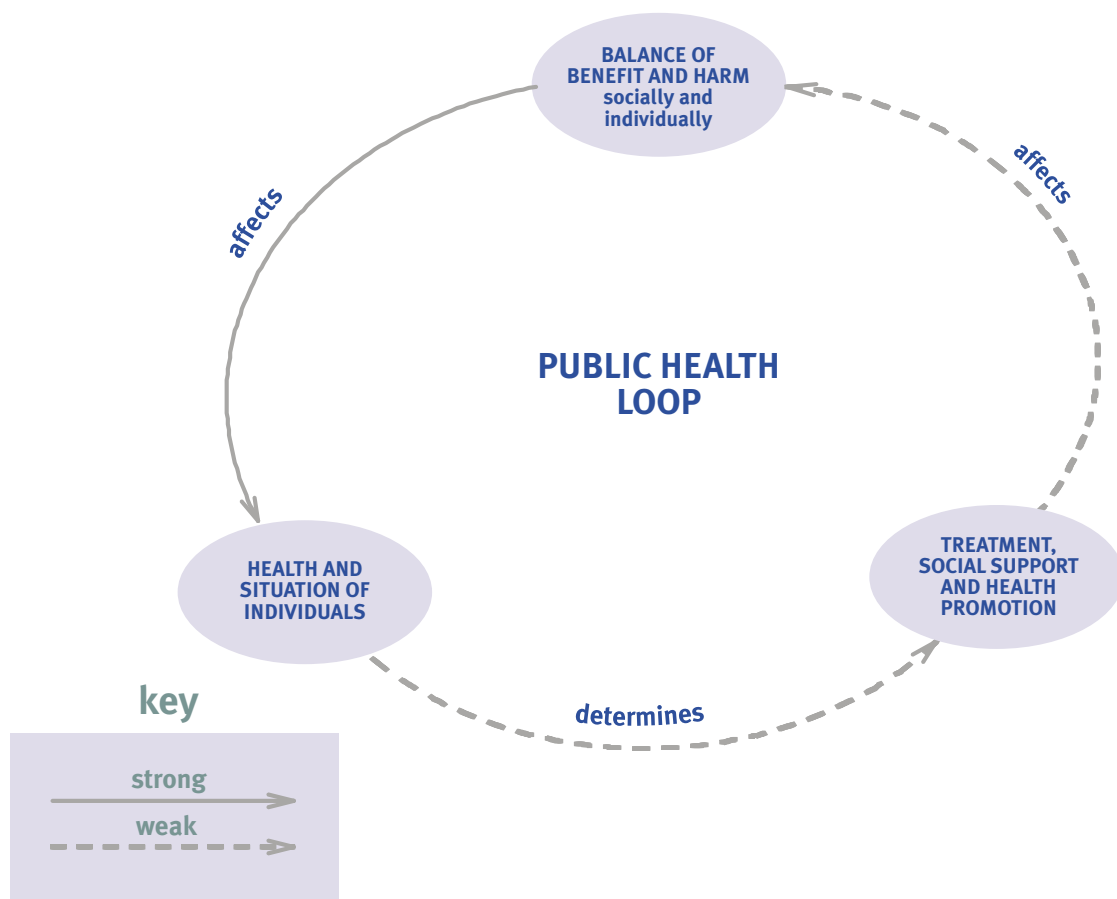 BALANCE OF
BENEFIT AND HARM
socially and
individually
affects
affects
PUBLIC HEALTH
LOOP
HEALTH AND
SITUATION OF
INDIVIDUALS
TREATMENT,
SOCIAL SUPPORT
AND HEALTH
PROMOTION
determines
key
strong
weak